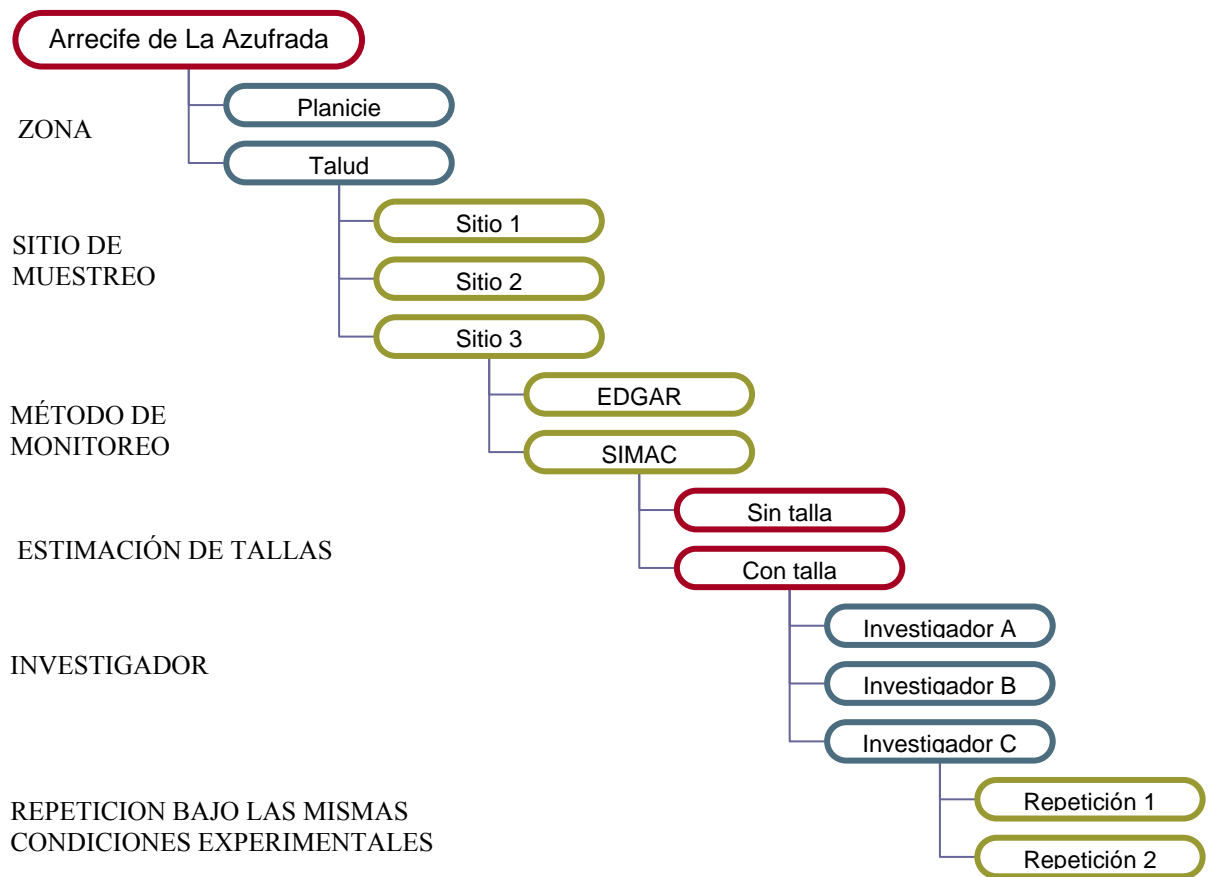 Arrecife de La Azufrada
Planicie
ZONA
Talud
Sitio 1
SITIO DE
MUESTREO
Sitio 2
Sitio 3
EDGAR
MÉTODO DE
MONITOREO
SIMAC
Sin talla
ESTIMACIÓN DE TALLAS
Con talla
Investigador A
INVESTIGADOR
Investigador B
Investigador C
Repetición 1
REPETICION BAJO LAS MISMAS
CONDICIONES EXPERIMENTALES
Repetición 2